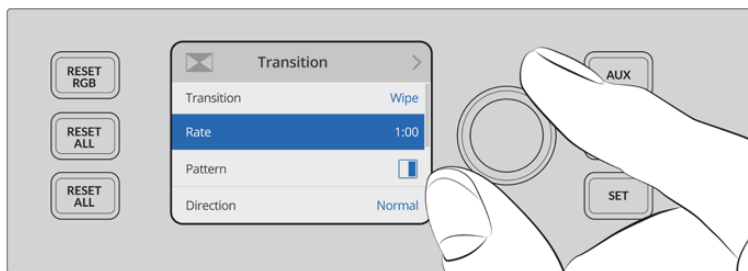 RESET
RGB
RESET
ALL
RESET
ALL
Transition
Transition Wipe
Rate 1:00
Pattern
Direction Normal
AUX
SET